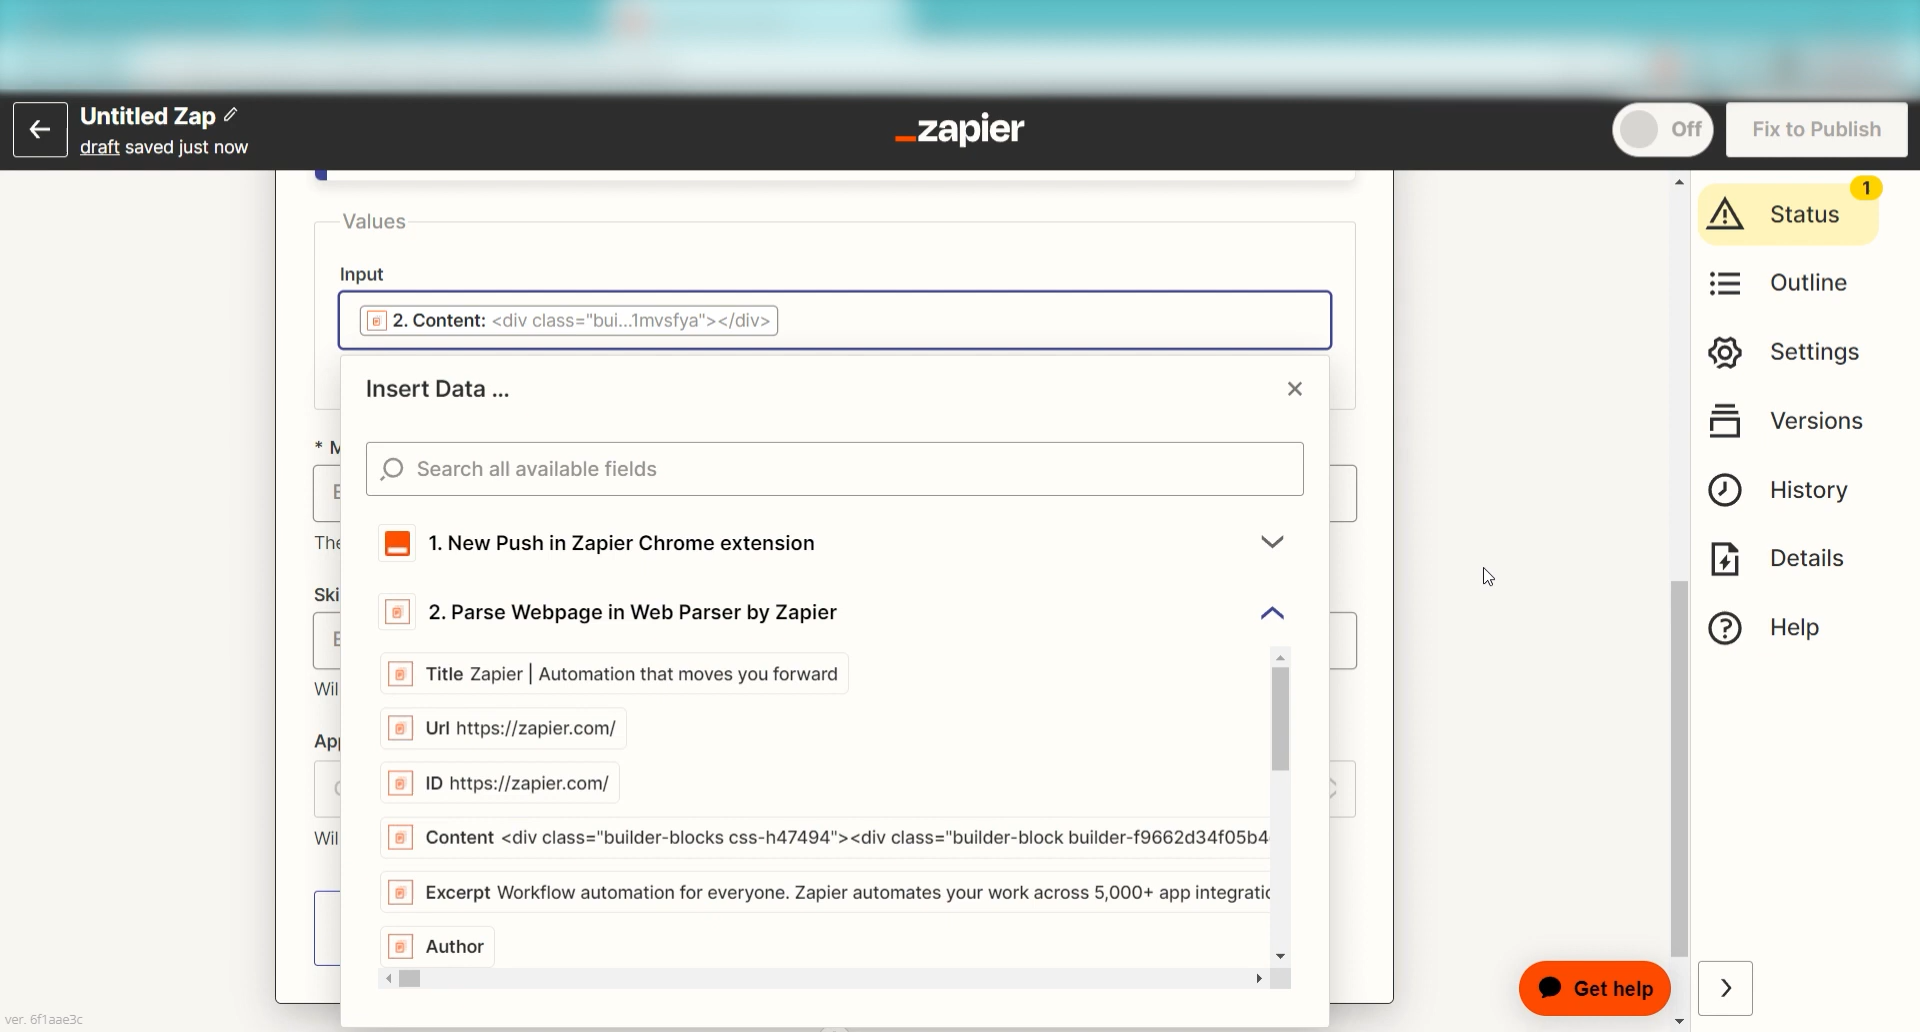 Untitled Zap
draft saved just now
zapier
Off
Fix to Publish
Values
Input
2. Content: <div class="bui...1mvsfya"></div>
Insert Data ...
* M
Search all available fields
The
1. New Push in Zapier Chrome extension
Ski
2. Parse Webpage in Web Parser by Zapier
Wil
Title Zapier | Automation that moves you forward
Url https://zapier.com/
App
ID https://zapier.com/
Wil
Content <div class="builder-blocks css-h47494"><div class="builder-block builder-f9662d34f05b4
Excerpt Workflow automation for everyone. Zapier automates your work across 5,000+ app integratio
Author
1
Status
Outline
Settings
Versions
History
Details
Help
Get help
ver. 6f1aae3c